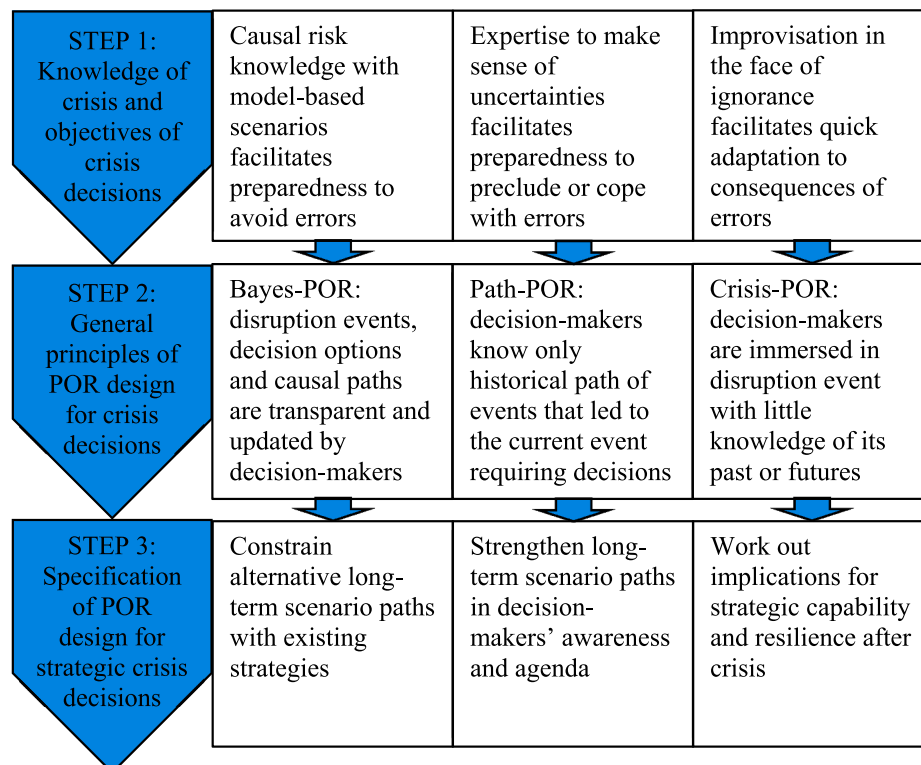 STEP 1:
Knowledge of
crisis and
objectives of
crisis
decisions
Causal risk
knowledge with
model-based
scenarios
facilitates
preparedness to
avoid errors
Expertise to make
sense of
uncertainties
facilitates
preparedness to
preclude or cope
with errors
Improvisation in
the face of
ignorance
facilitates quick
adaptation to
consequences of
errors
STEP 2:
General
principles of
POR design
for crisis
decisions
Bayes-POR:
disruption events,
decision options
and causal paths
are transparent and
updated by
decision-makers
Path-POR:
decision-makers
know only
historical path of
events that led to
the current event
requiring decisions
Crisis-POR:
decision-makers
are immersed in
disruption event
with little
knowledge of its
past or futures
STEP 3:
Specification
of POR
design for
strategic crisis
decisions
Constrain
alternative long-
term scenario paths
with existing
strategies
Strengthen long-
term scenario paths
in decision-
makers’ awareness
and agenda
Work out
implications for
strategic capability
and resilience after
crisis